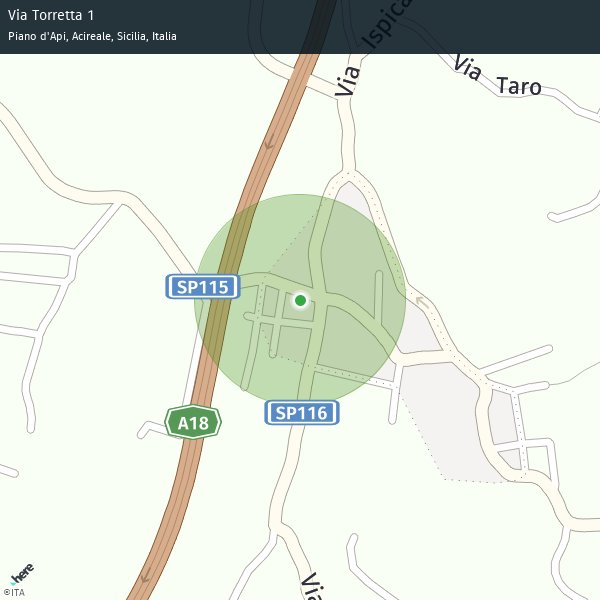 Via Torretta 1
Piano d'Api, Acireale, Sicilia, Italia
Via Ispica
Via Taro
SP115
SP116
A18
Via
here
©ITA